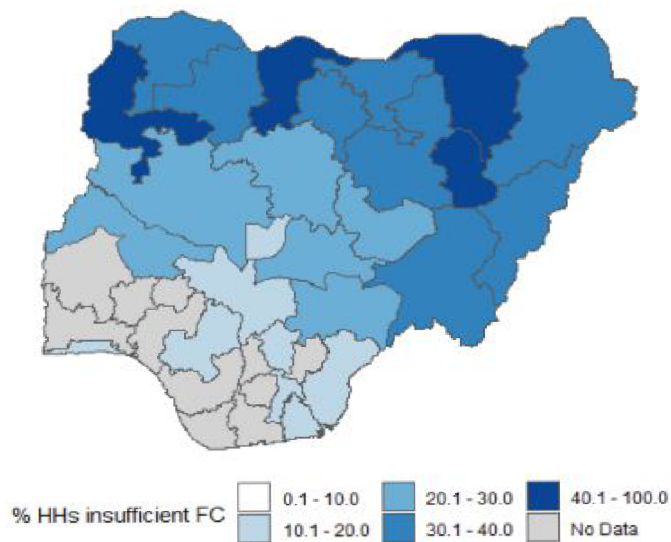 % HHs insufficient FC
0.1 - 10.0
10.1 - 20.0
20.1 - 30.0
30.1 - 40.0
40.1 - 100.0
No Data